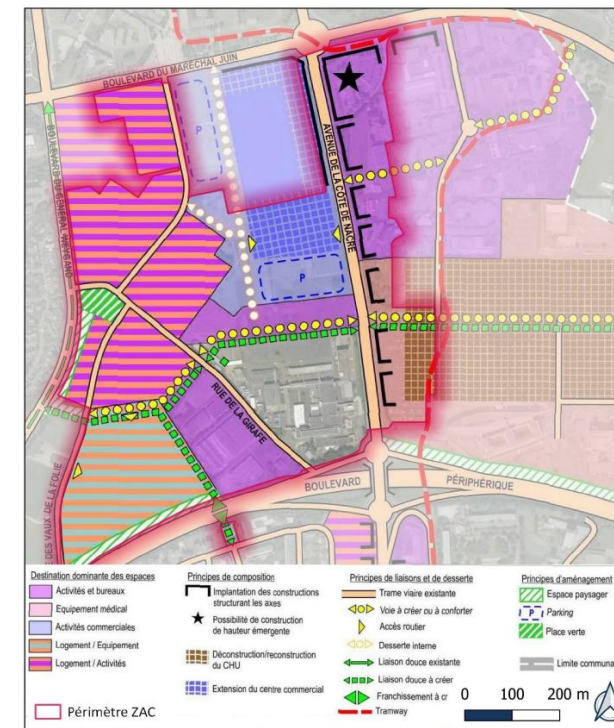 BOULEVARD DU MARECHAL JUIN
BOULEVARD DU GENERAL WEYGAND
P
AVENUE DE LA CÔTE DE NACRE
P
RUE DE LA GIRAFE
DES VAUX DE LA FOLIE
BOULEVARD
PÉRIPHÉRIQUE
Destination dominante des espaces
Activités et bureaux
Equipement médical
Activités commerciales
Logement / Equipement
Logement / Activités
Périmètre ZAC
Principes de composition
Implantation des constructions
structurant les axes
Possibilité de construction
de hauteur émergente
Déconstruction/reconstruction
du CHU
Extension du centre commercial
Principes de liaisons et de desserte
Trame viaire existante
Voie à créer ou à conforter
Accès routier
Desserte interne
Liaison douce existante
Liaison douce à créer
Franchissement à cr
Tramway
Principes d'aménagement
Espace paysager
P
Parking
Place verte
Limite communa
0 100 200 m